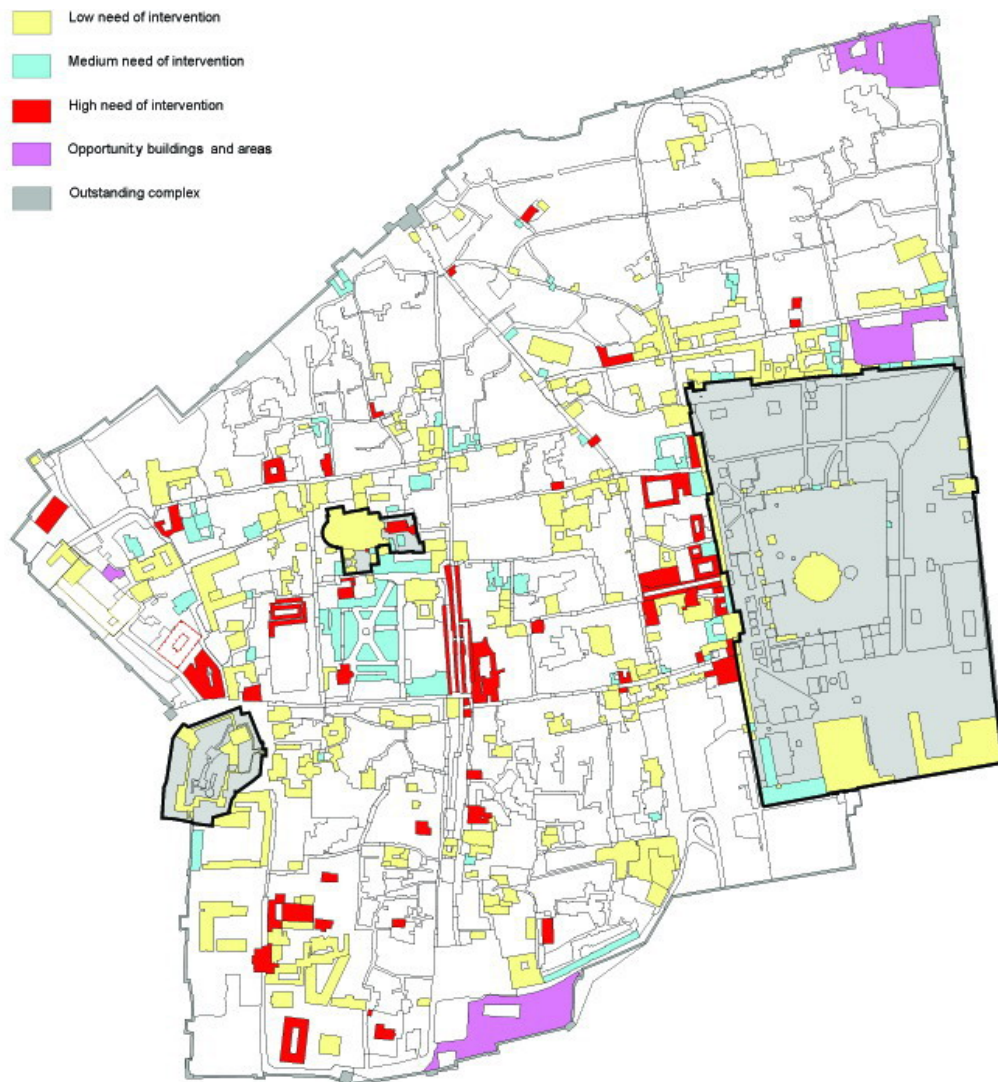 Low need of intervention
Medium need of intervention
High need of intervention
Opportunity buildings and areas
Outstanding complex